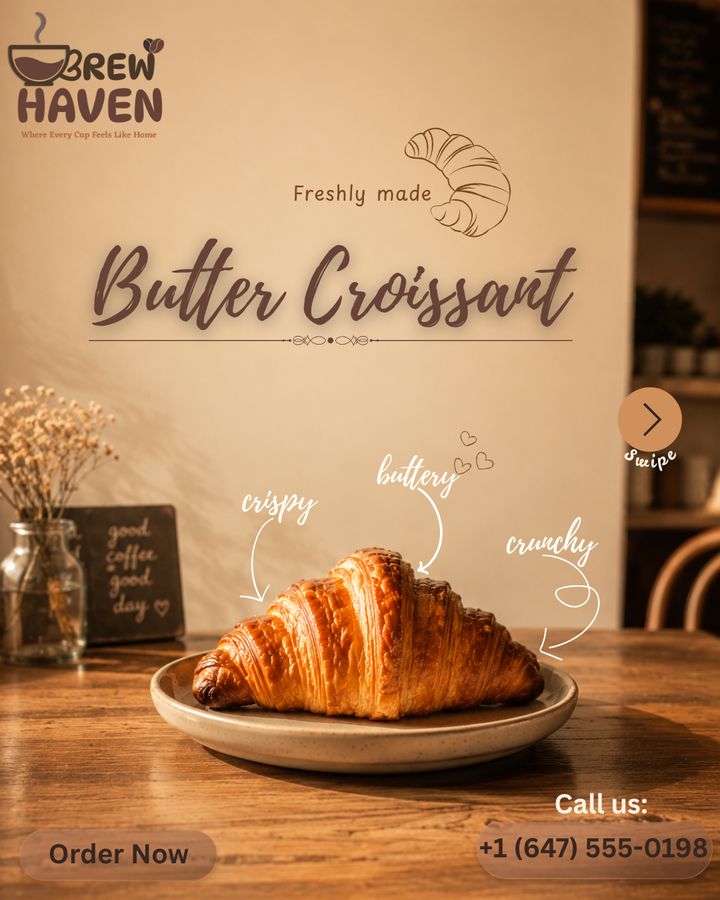 BREW
HAVEN
Where Every Cup Feels Like Home
Freshly made
Butter Croissant
Swipe
buttery
crispy
crunchy
good
coffee
good
day
Call us:
Order Now
+1 (647) 555-0198